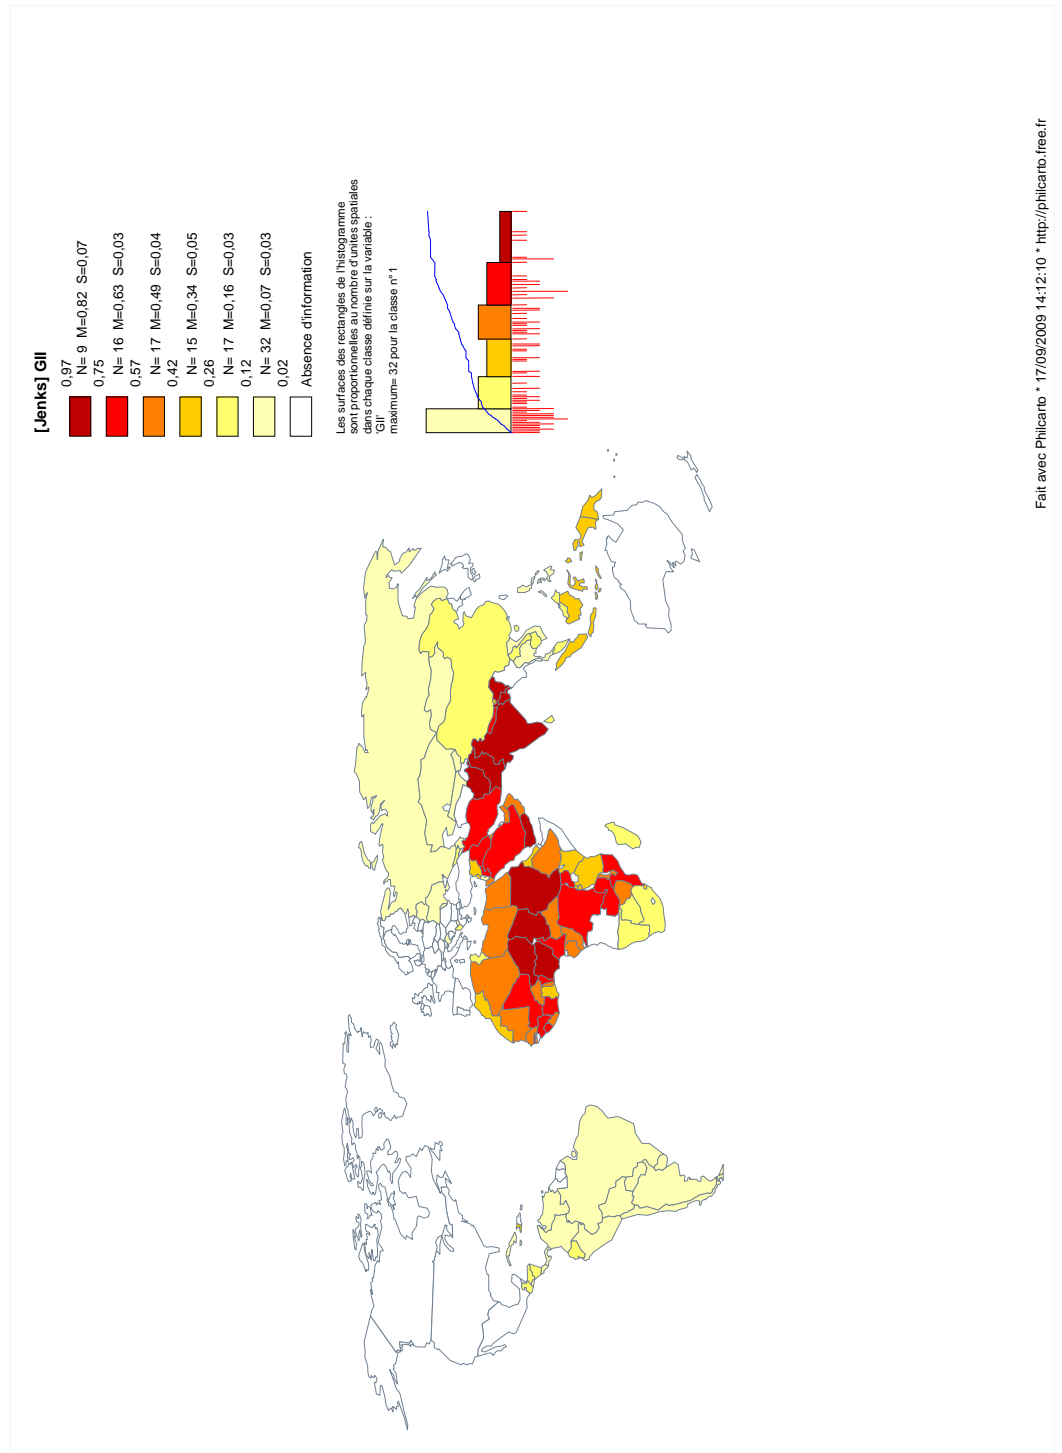 [Jenks] GII
0,97
N= 9  M=0,82  S=0,07
0,75
N= 16  M=0,63  S=0,03
0,57
N= 17  M=0,49  S=0,04
0,42
N= 15  M=0,34  S=0,05
0,26
N= 17  M=0,16  S=0,03
0,12
N= 32  M=0,07  S=0,03
0,02
Absence d'information
Les surfaces des rectangles de l'histogramme
sont proportionnelles au nombre d'unites spatiales
dans chaque classe définie sur la variable :
'GII'
maximum= 32 pour la classe n° 1
Fait avec Philcarto * 17/09/2009 14:12:10 * http://philcarto.free.fr